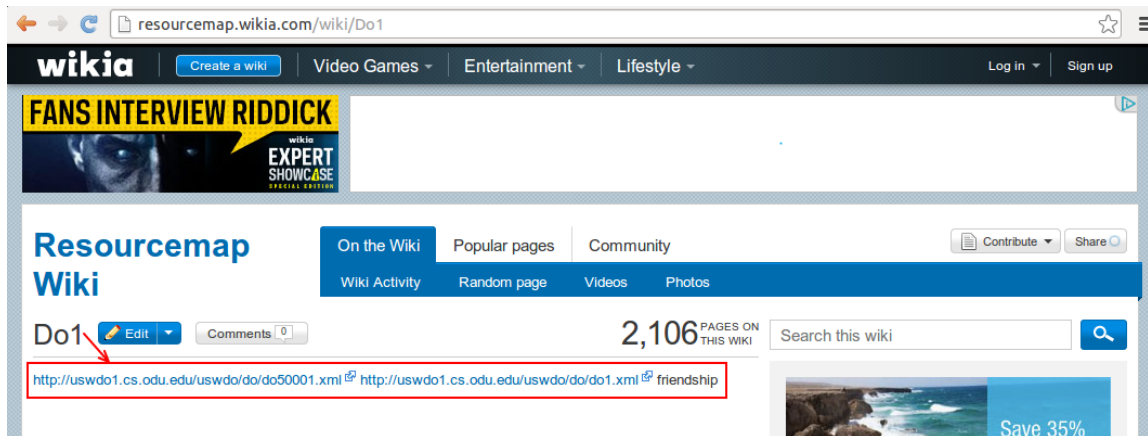 resourcemap.wikia.com/wiki/Do1
wikia Create a wiki Video Games Entertainment Lifestyle Log in Sign up
FANS INTERVIEW RIDDICK
wikia
EXPERT
SHOWCASE
SPECIAL EDITION
Resourcemap
Wiki
On the Wiki Popular pages Community Contribute Share
Wiki Activity Random page Videos Photos
Do1 Edit Comments 0 2,106 PAGES ON
THIS WIKI
Search this wiki
http://uswdo1.cs.odu.edu/uswdo/do/do50001.xml http://uswdo1.cs.odu.edu/uswdo/do/do1.xml friendship
Save 35%